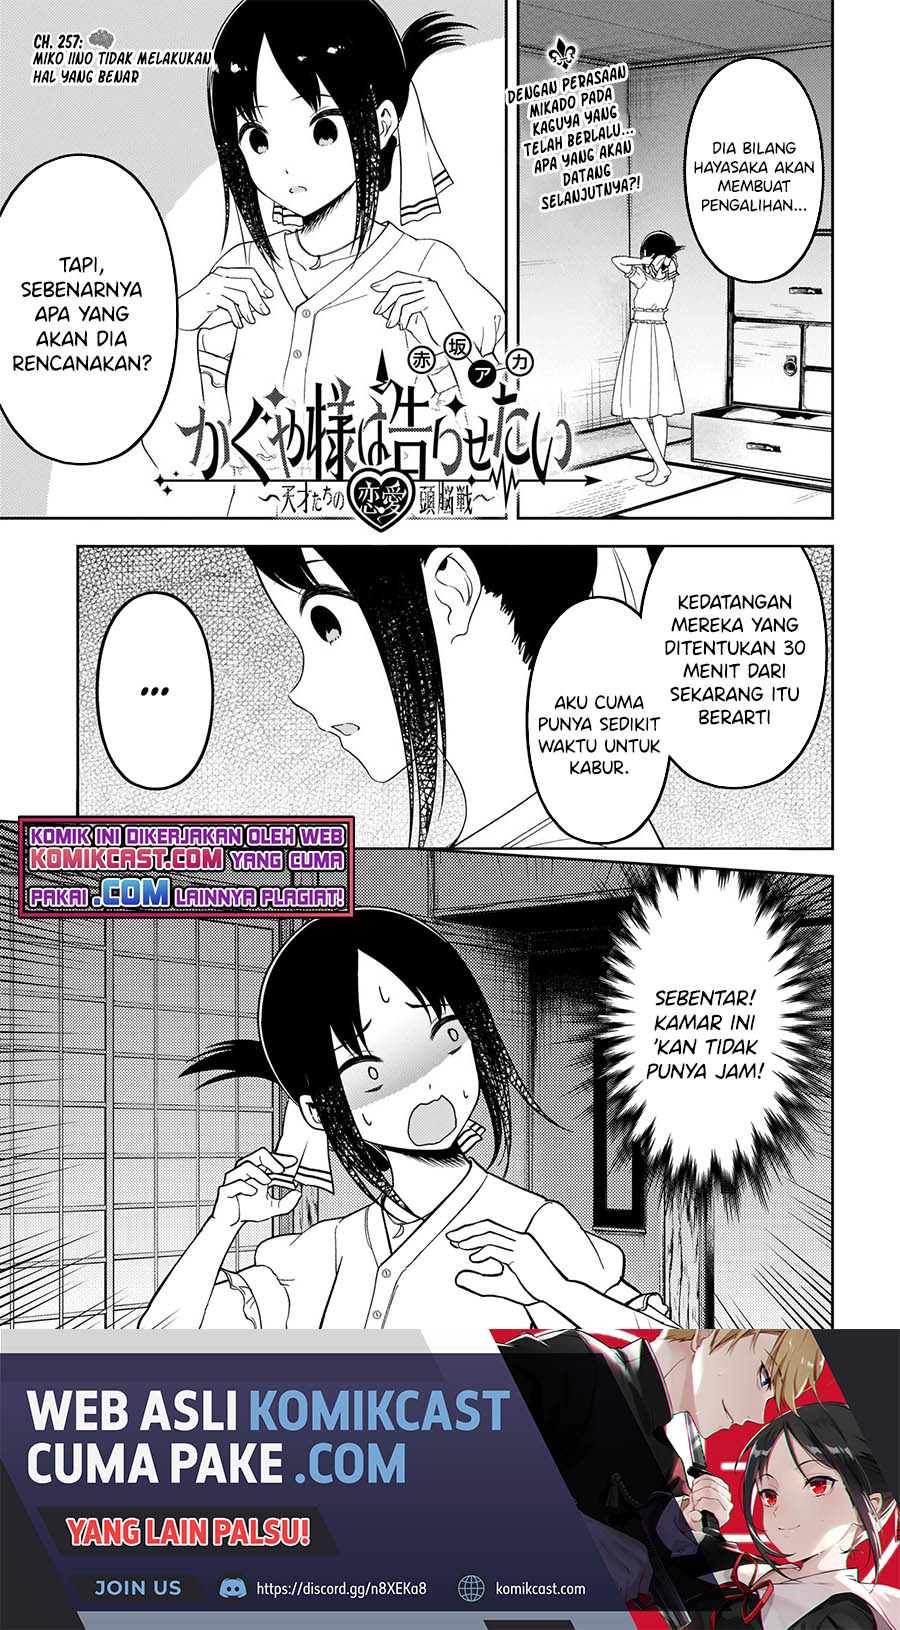 CH. 257:
MIKO IINO TIDAK MELAKUKAN
HAL YANG BENAR
DENGAN PERASAAN
MIKADO PADA
KAGUYA YANG
TELAH BERLALU...
APA YANG AKAN
DATANG
SELANJUTNYA?!
DIA BILANG
HAYASAKA AKAN
MEMBUAT
PENGALIHAN...
TAPI,
SEBENARNYA
APA YANG
AKAN DIA
RENCANAKAN?
赤坂アカ
かぐや様は告らせたい
〜天才たちの恋愛頭脳戦〜
KEDATANGAN
MEREKA YANG
DITENTUKAN 30
MENIT DARI
SEKARANG ITU
BERARTI
AKU CUMA
PUNYA SEDIKIT
WAKTU UNTUK
KABUR.
...
KOMIK INI DIKERJAKAN OLEH WEB
KOMIKCAST.COM YANG CUMA
PAKAI .COM LAINNYA PLAGIAT!
SEBENTAR!
KAMAR INI
'KAN TIDAK
PUNYA JAM!
WEB ASLI KOMIKCAST
CUMA PAKE .COM
YANG LAIN PALSU!
JOIN US https://discord.gg/n8XEKa8 komikcast.com